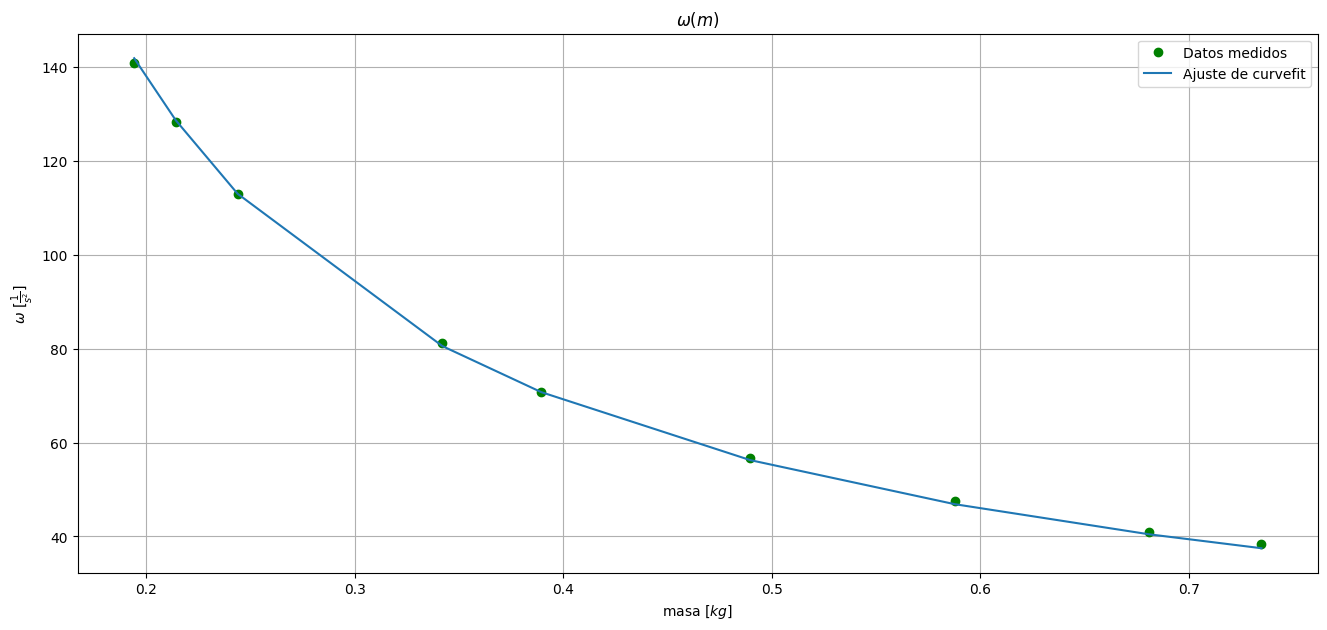 ω(m)
Datos medidos
Ajuste de curvefit
140
120
100
80
60
40
ω [1/s²]
0.2 0.3 0.4 0.5 0.6 0.7
masa [kg]